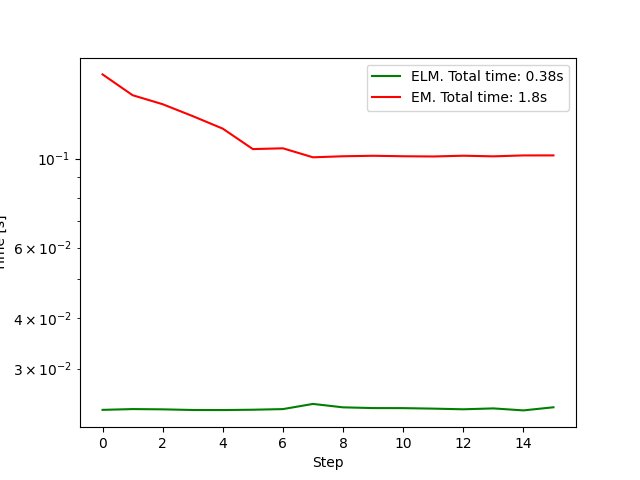 ELM. Total time: 0.38s
EM. Total time: 1.8s
10⁻¹
6 × 10⁻²
4 × 10⁻²
3 × 10⁻²
[s]
0 2 4 6 8 10 12 14
Step